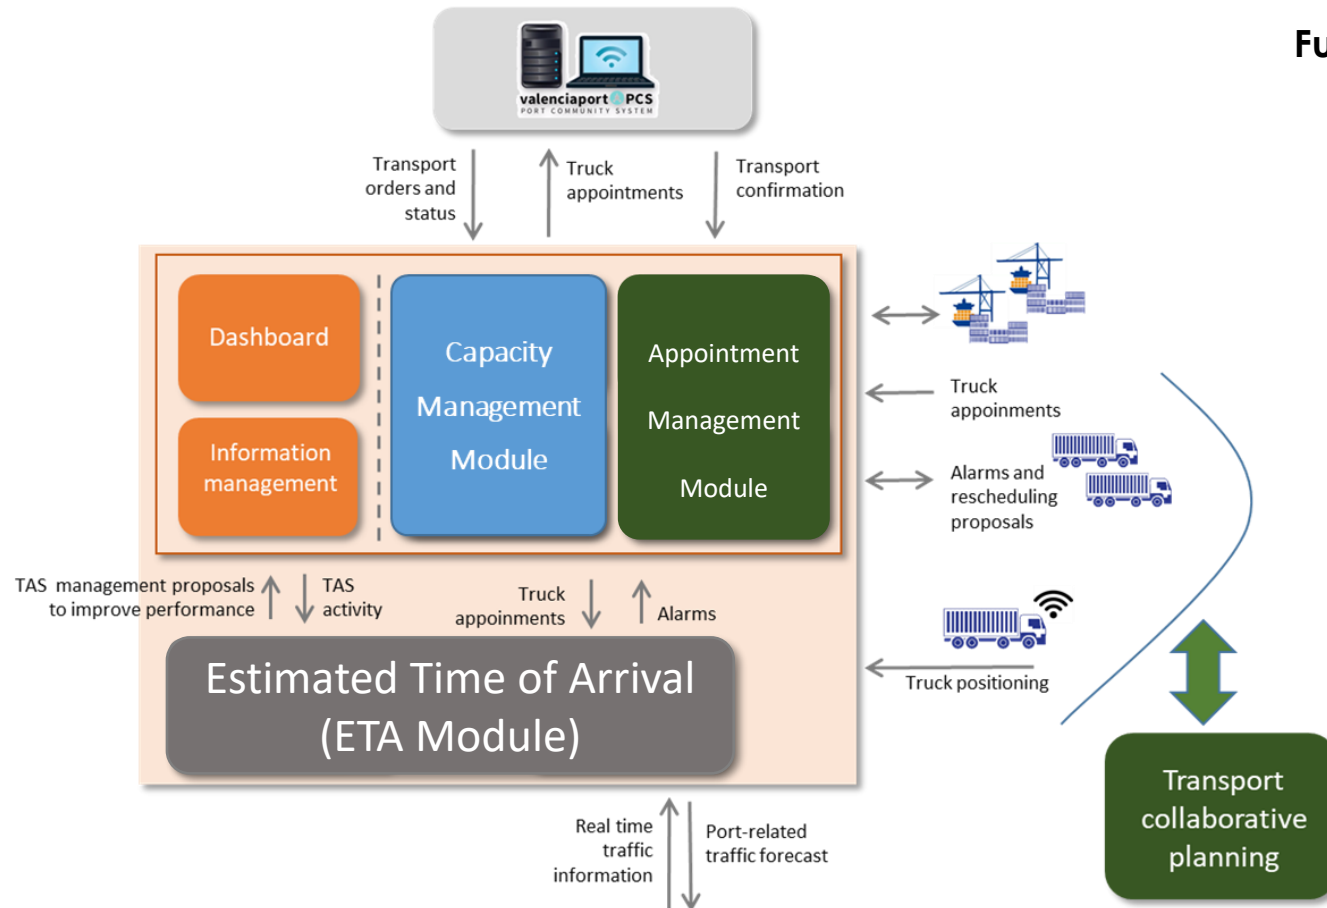 Fu
valenciaport PCS
PORT COMMUNITY SYSTEM
Transport
orders and
status
Truck
appointments
Transport
confirmation
Dashboard
Information
management
Capacity
Management
Module
Appointment
Management
Module
Truck
appoinments
Alarms and
rescheduling
proposals
TAS management proposals
to improve performance
TAS
activity
Truck
appoinments
Alarms
Truck positioning
Estimated Time of Arrival
(ETA Module)
Transport
collaborative
planning
Real time
traffic
information
Port-related
traffic forecast